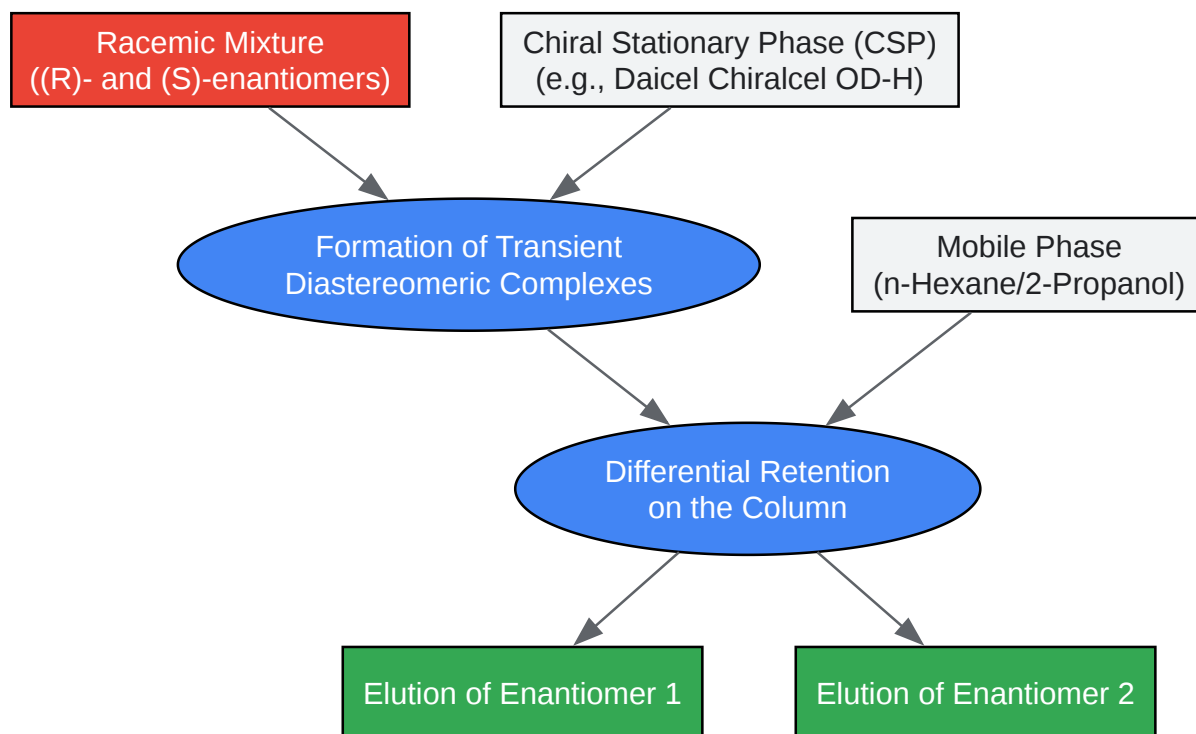 Racemic Mixture
((R)- and (S)-enantiomers)
Chiral Stationary Phase (CSP)
(e.g., Daicel Chiralcel OD-H)
Formation of Transient
Diastereomeric Complexes
Mobile Phase
(n-Hexane/2-Propanol)
Differential Retention
on the Column
Elution of Enantiomer 1
Elution of Enantiomer 2